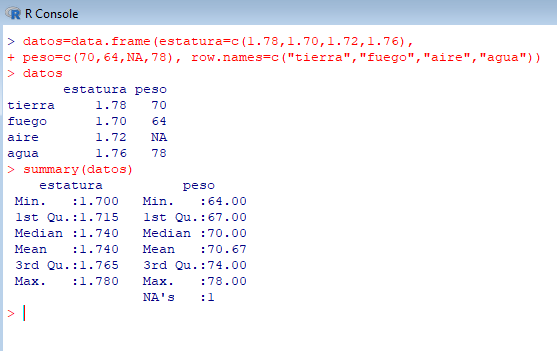 R Console
> datos=data.frame(estatura=c(1.78,1.70,1.72,1.76),
+ peso=c(70,64,NA,78), row.names=c("tierra","fuego","aire","agua"))
> datos
       estatura peso
tierra     1.78   70
fuego      1.70   64
aire       1.72   NA
agua       1.76   78
> summary(datos)
    estatura          peso      
 Min.   :1.700   Min.   :64.00  
 1st Qu.:1.715   1st Qu.:67.00  
 Median :1.740   Median :70.00  
 Mean   :1.740   Mean   :70.67  
 3rd Qu.:1.765   3rd Qu.:74.00  
 Max.   :1.780   Max.   :78.00  
                 NA's   :1      
>